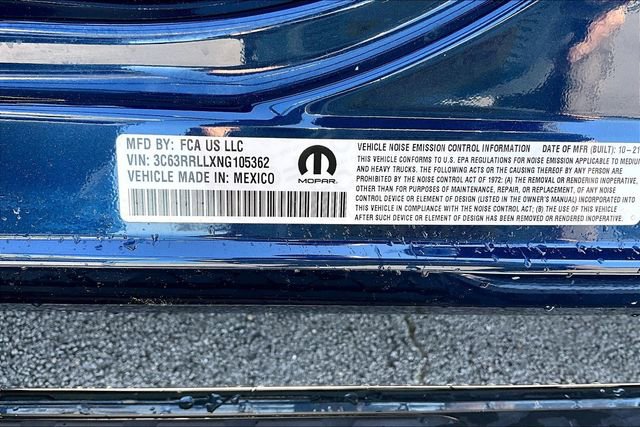 MFD BY: FCA US LLC
VIN: 3C63RRLLXNG105362
VEHICLE MADE IN: MEXICO
MOPAR
VEHICLE NOISE EMISSION CONTROL INFORMATION DATE OF MFR (BUILT): 10-21
THIS VEHICLE CONFORMS TO U.S. EPA REGULATIONS FOR NOISE EMISSION APPLICABLE TO MEDIUM
AND HEAVY TRUCKS. THE FOLLOWING ACTS OR THE CAUSING THEREOF BY ANY PERSON ARE PROHIBITED
BY THE NOISE CONTROL ACT OF 1972: (A) THE REMOVAL OR RENDERING INOPERATIVE,
OTHER THAN FOR PURPOSES OF MAINTENANCE, REPAIR, OR REPLACEMENT, OF ANY NOISE
CONTROL DEVICE OR ELEMENT OF DESIGN (LISTED IN THE OWNER'S MANUAL) INCORPORATED INTO
THIS VEHICLE IN COMPLIANCE WITH THE NOISE CONTROL ACT; (B) THE USE OF THIS VEHICLE
AFTER SUCH DEVICE OR ELEMENT OF DESIGN HAS BEEN REMOVED OR RENDERED INOPERATIVE.